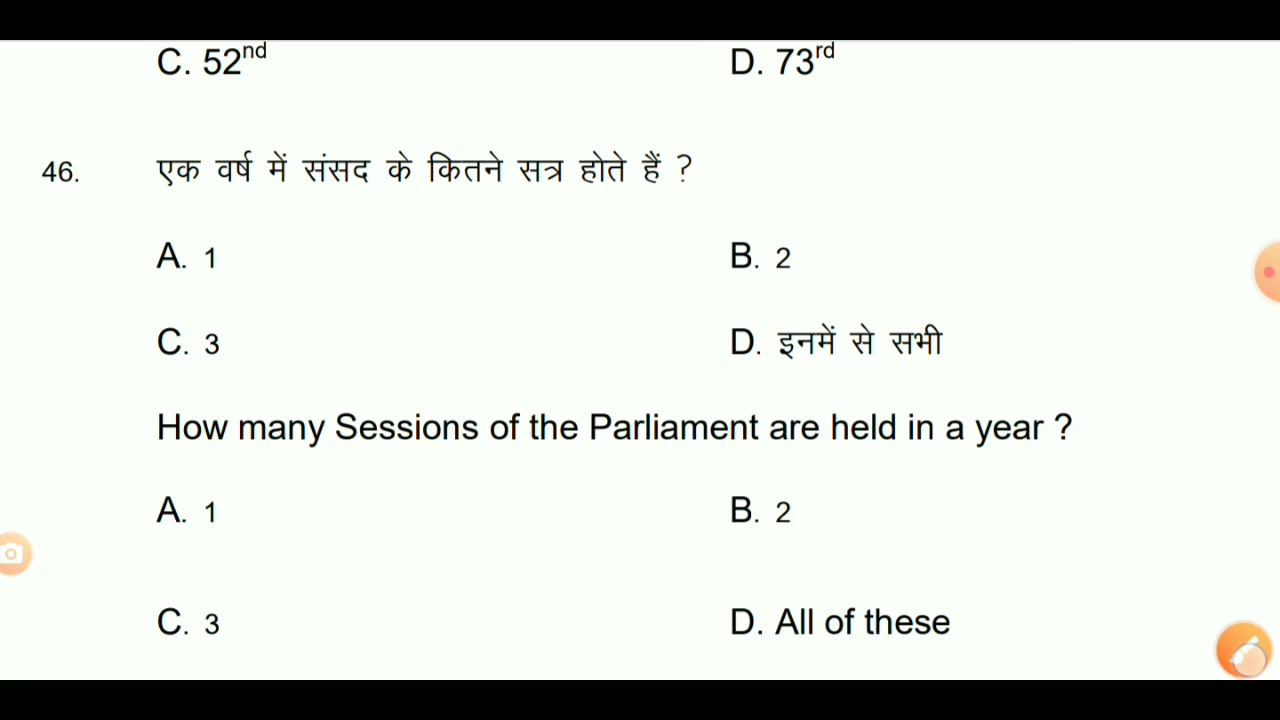 C. 52nd D. 73rd
46. एक वर्ष में संसद के कितने सत्र होते हैं ?
A. 1 B. 2
C. 3 D. इनमें से सभी
How many Sessions of the Parliament are held in a year ?
A. 1 B. 2
C. 3 D. All of these